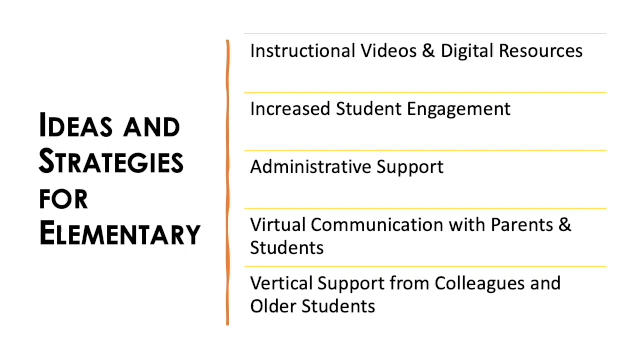 IDEAS AND
STRATEGIES
FOR
ELEMENTARY
Instructional Videos & Digital Resources
Increased Student Engagement
Administrative Support
Virtual Communication with Parents &
Students
Vertical Support from Colleagues and
Older Students